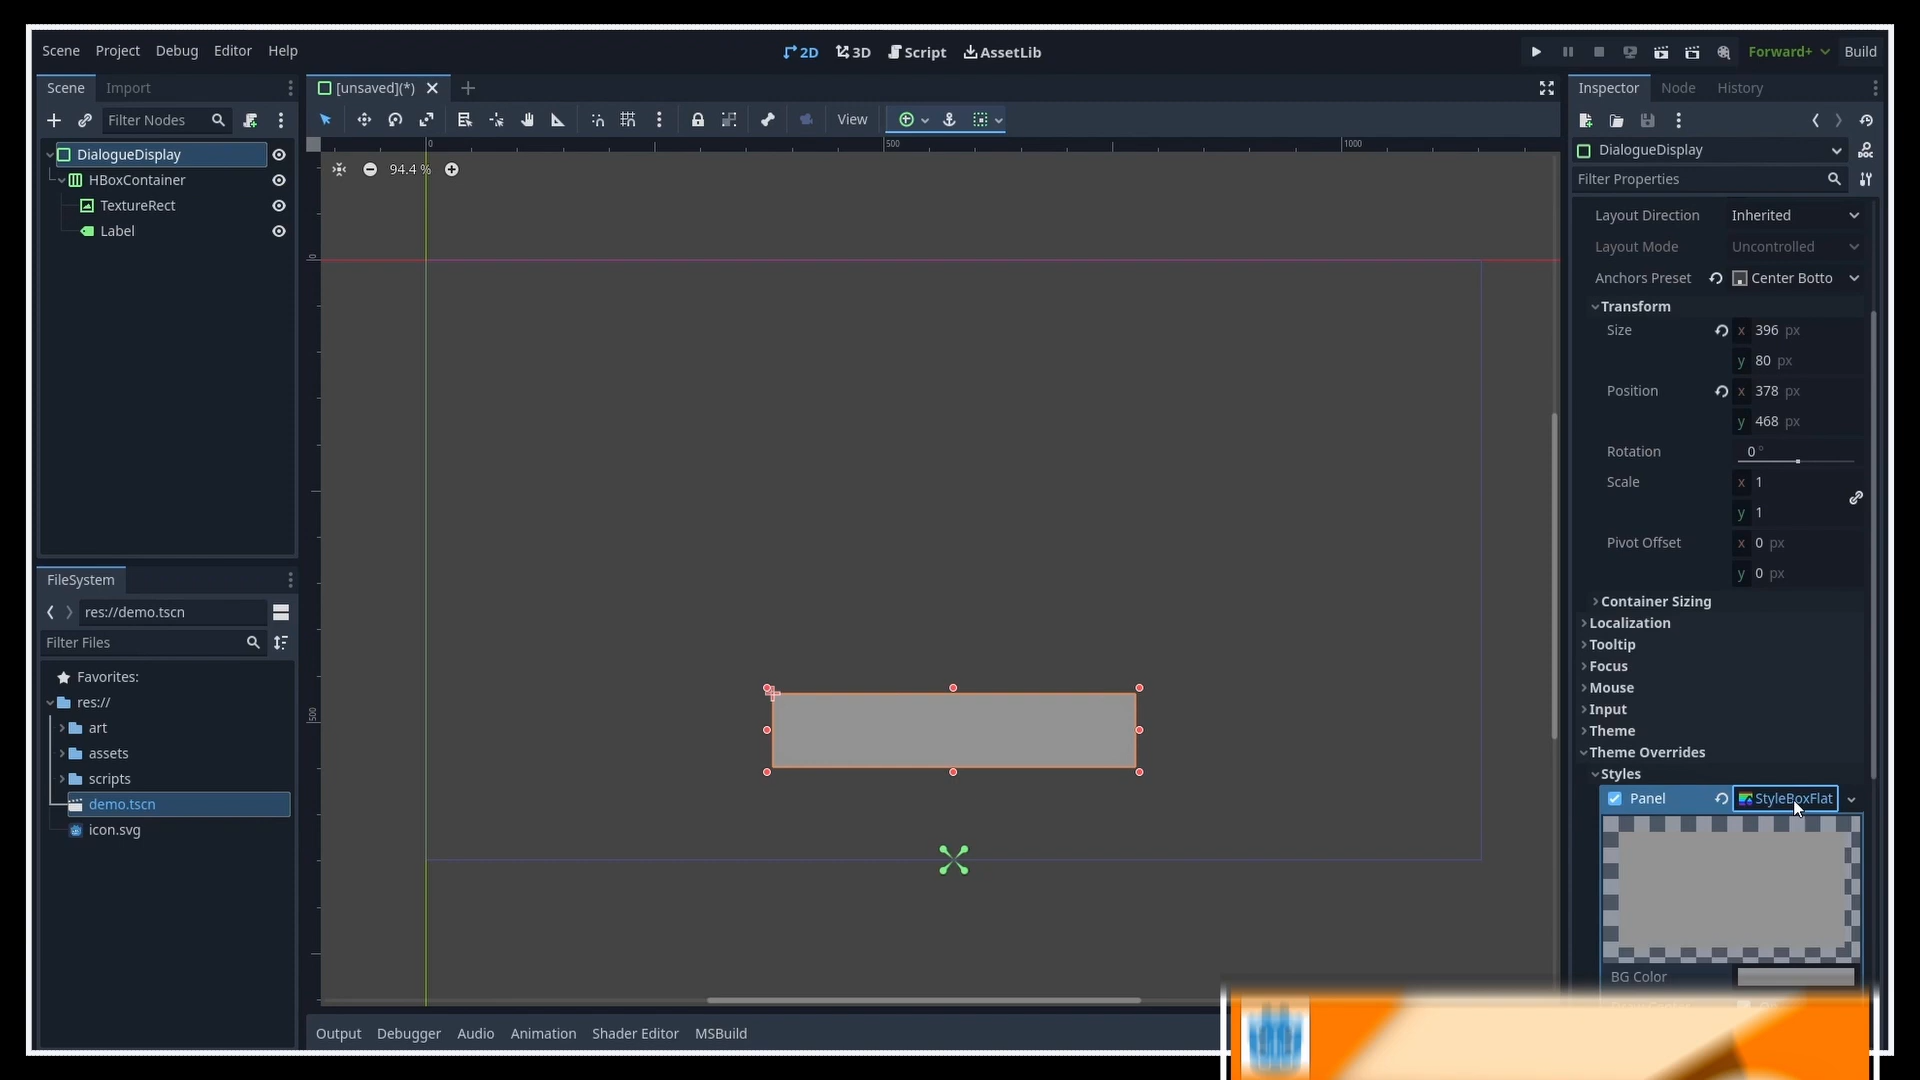 Scene Project Debug Editor Help
2D 3D Script AssetLib
Forward+ Build
Scene Import
[unsaved](*)
Inspector Node History
Filter Nodes
View
DialogueDisplay
HBoxContainer
TextureRect
Label
0 500 1000
94.4 %
0
500
DialogueDisplay
Filter Properties
Layout Direction Inherited
Layout Mode Uncontrolled
Anchors Preset Center Botto
Transform
Size x 396 px
y 80 px
Position x 378 px
y 468 px
Rotation 0 °
Scale x 1
y 1
Pivot Offset x 0 px
y 0 px
Container Sizing
Localization
Tooltip
Focus
Mouse
Input
Theme
Theme Overrides
Styles
Panel StyleBoxFlat
BG Color
FileSystem
res://demo.tscn
Filter Files
Favorites:
res://
art
assets
scripts
demo.tscn
icon.svg
Output Debugger Audio Animation Shader Editor MSBuild